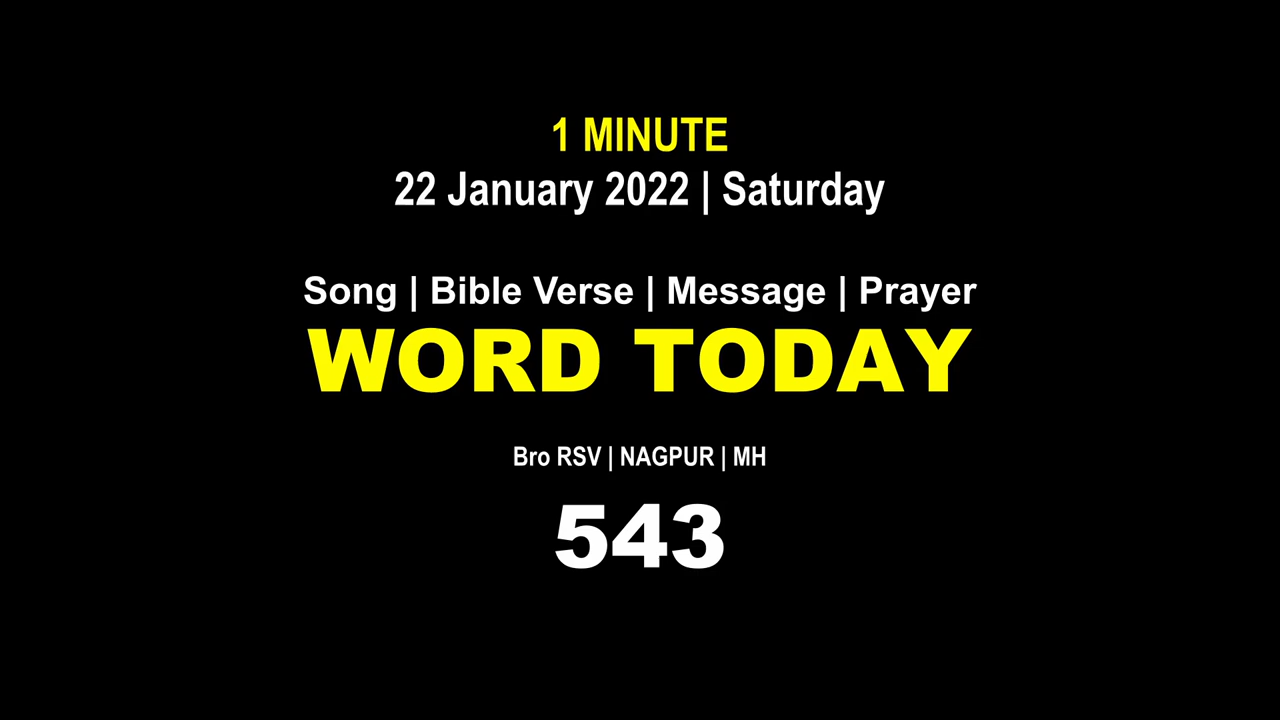 1 MINUTE
22 January 2022 | Saturday
Song | Bible Verse | Message | Prayer
WORD TODAY
Bro RSV | NAGPUR | MH
543